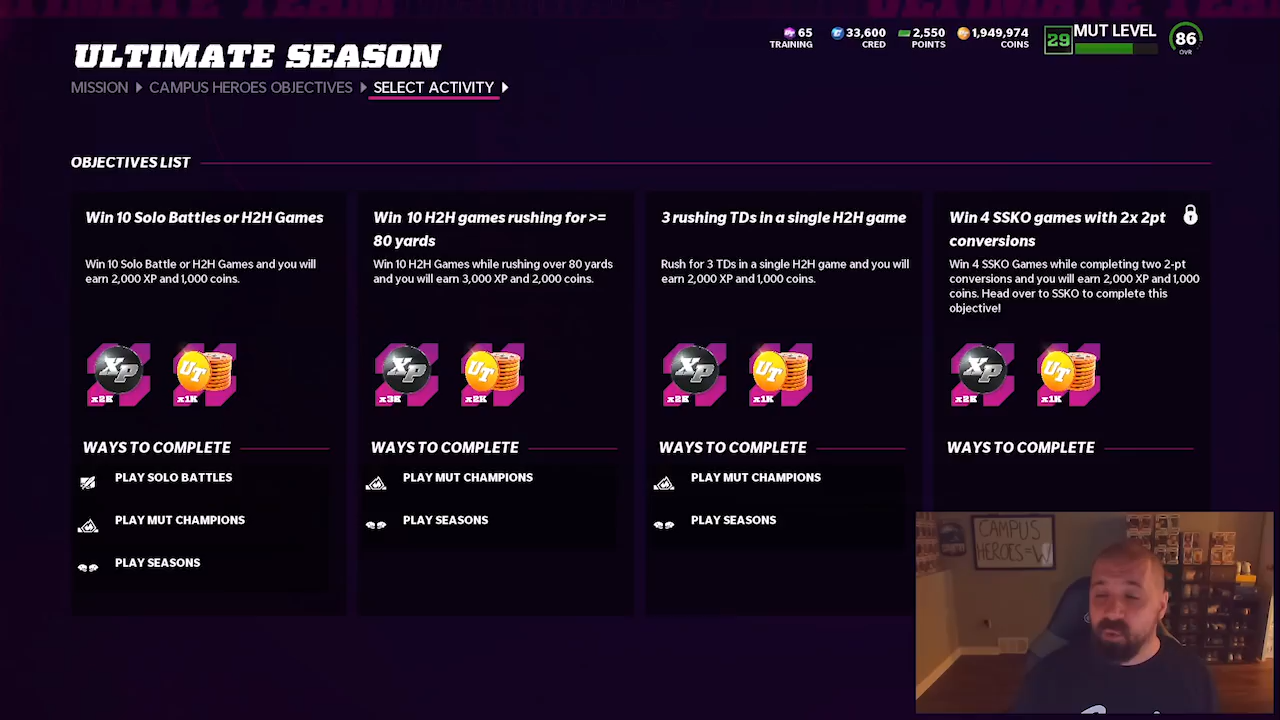 65
TRAINING
33,600
CRED
2,550
POINTS
1,949,974
COINS
29
MUT LEVEL
86
OVR
ULTIMATE SEASON
MISSION
CAMPUS HEROES OBJECTIVES
SELECT ACTIVITY
OBJECTIVES LIST
Win 10 Solo Battles or H2H Games
Win 10 Solo Battle or H2H Games and you will
earn 2,000 XP and 1,000 coins.
XP
x2K
UT
x1K
WAYS TO COMPLETE
PLAY SOLO BATTLES
PLAY MUT CHAMPIONS
PLAY SEASONS
Win 10 H2H games rushing for >=
80 yards
Win 10 H2H Games while rushing over 80 yards
and you will earn 3,000 XP and 2,000 coins.
XP
x3K
UT
x2K
WAYS TO COMPLETE
PLAY MUT CHAMPIONS
PLAY SEASONS
3 rushing TDs in a single H2H game
Rush for 3 TDs in a single H2H game and you will
earn 2,000 XP and 1,000 coins.
XP
x2K
UT
x1K
WAYS TO COMPLETE
PLAY MUT CHAMPIONS
PLAY SEASONS
Win 4 SSKO games with 2x 2pt
conversions
Win 4 SSKO Games while completing two 2-pt
conversions and you will earn 2,000 XP and 1,000
coins. Head over to SSKO to complete this
objective!
XP
x2K
UT
x1K
WAYS TO COMPLETE
CAMPUS
HEROES=W